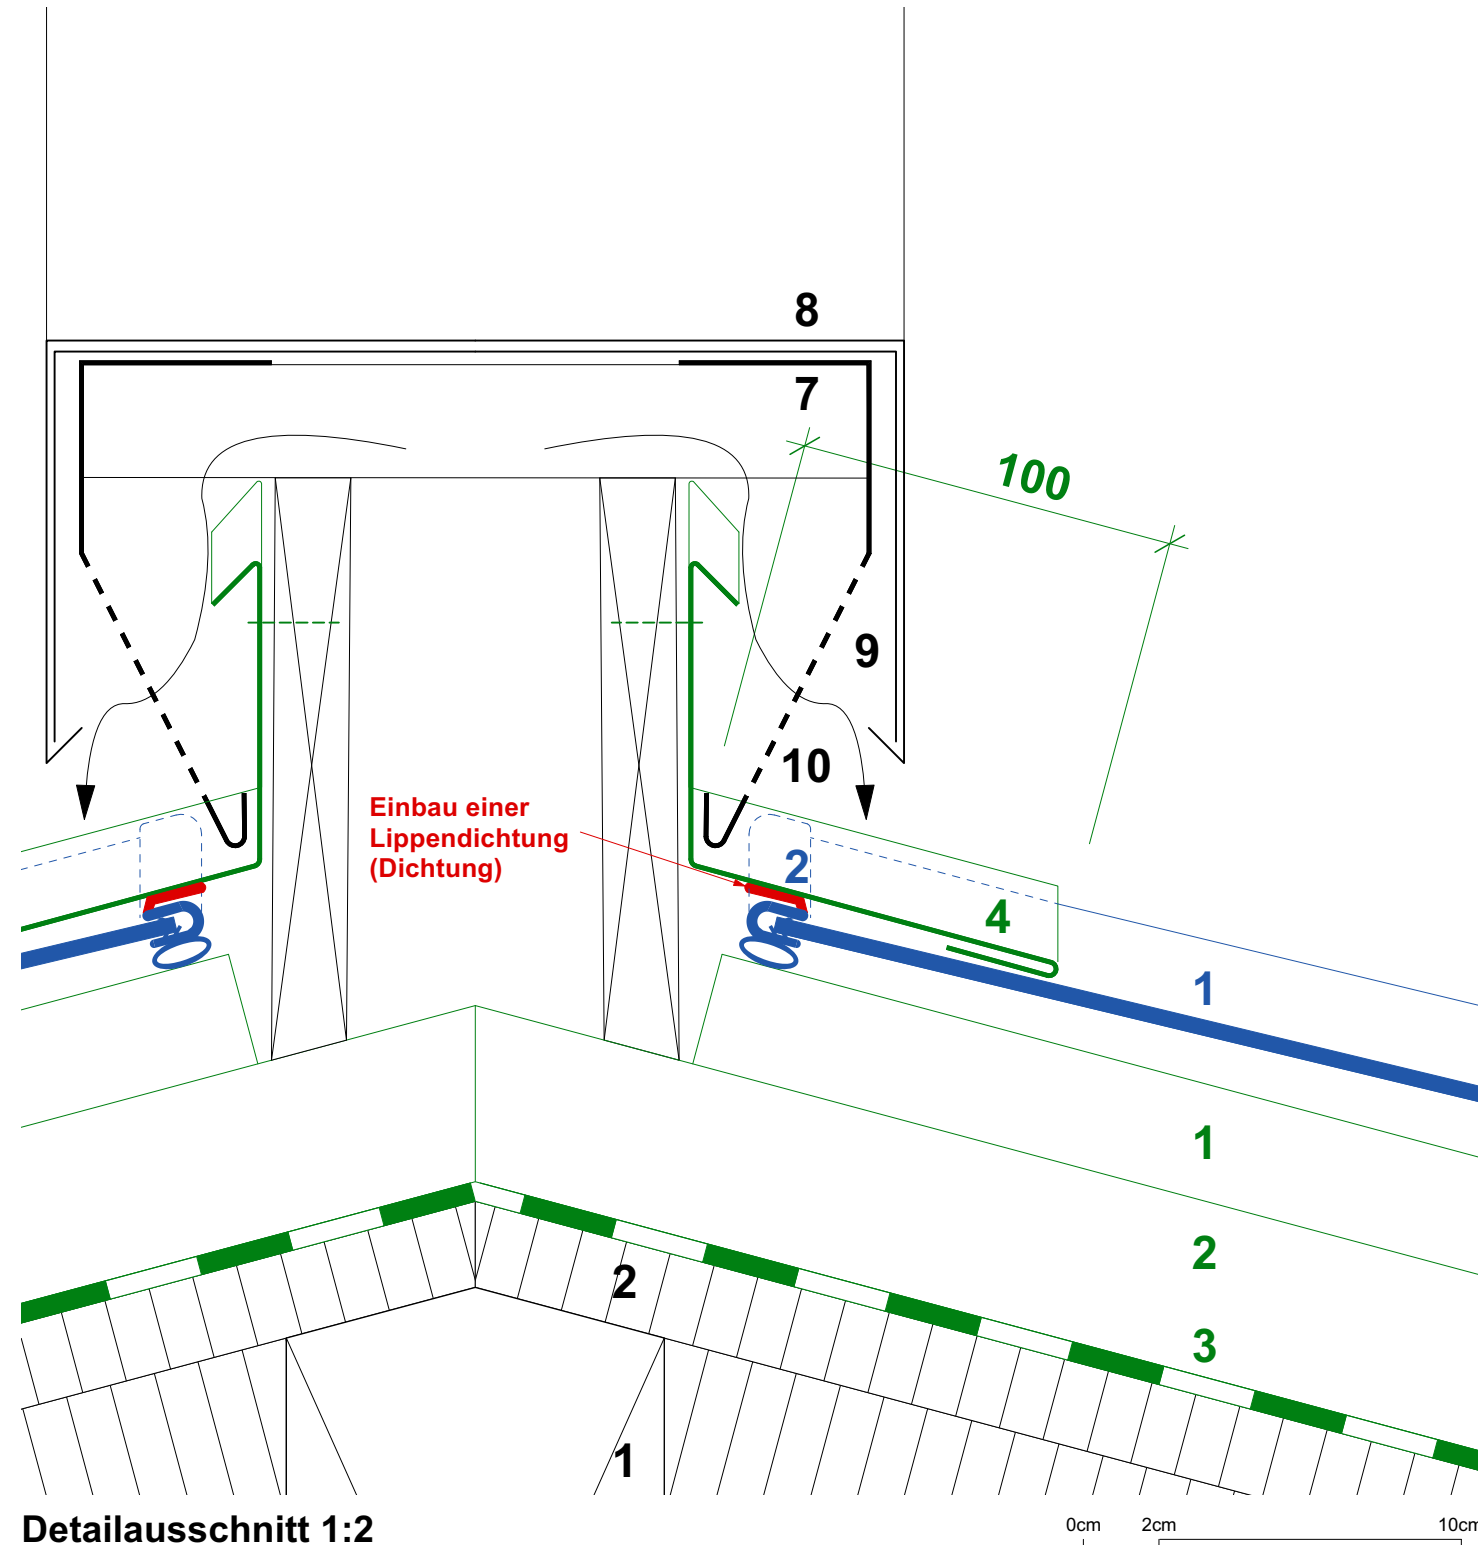 8
7
100
9
10
Einbau einer
Lippendichtung
(Dichtung)
2
4
1
1
2
2
3
1
Detailausschnitt 1:2
0cm 2cm 10cm